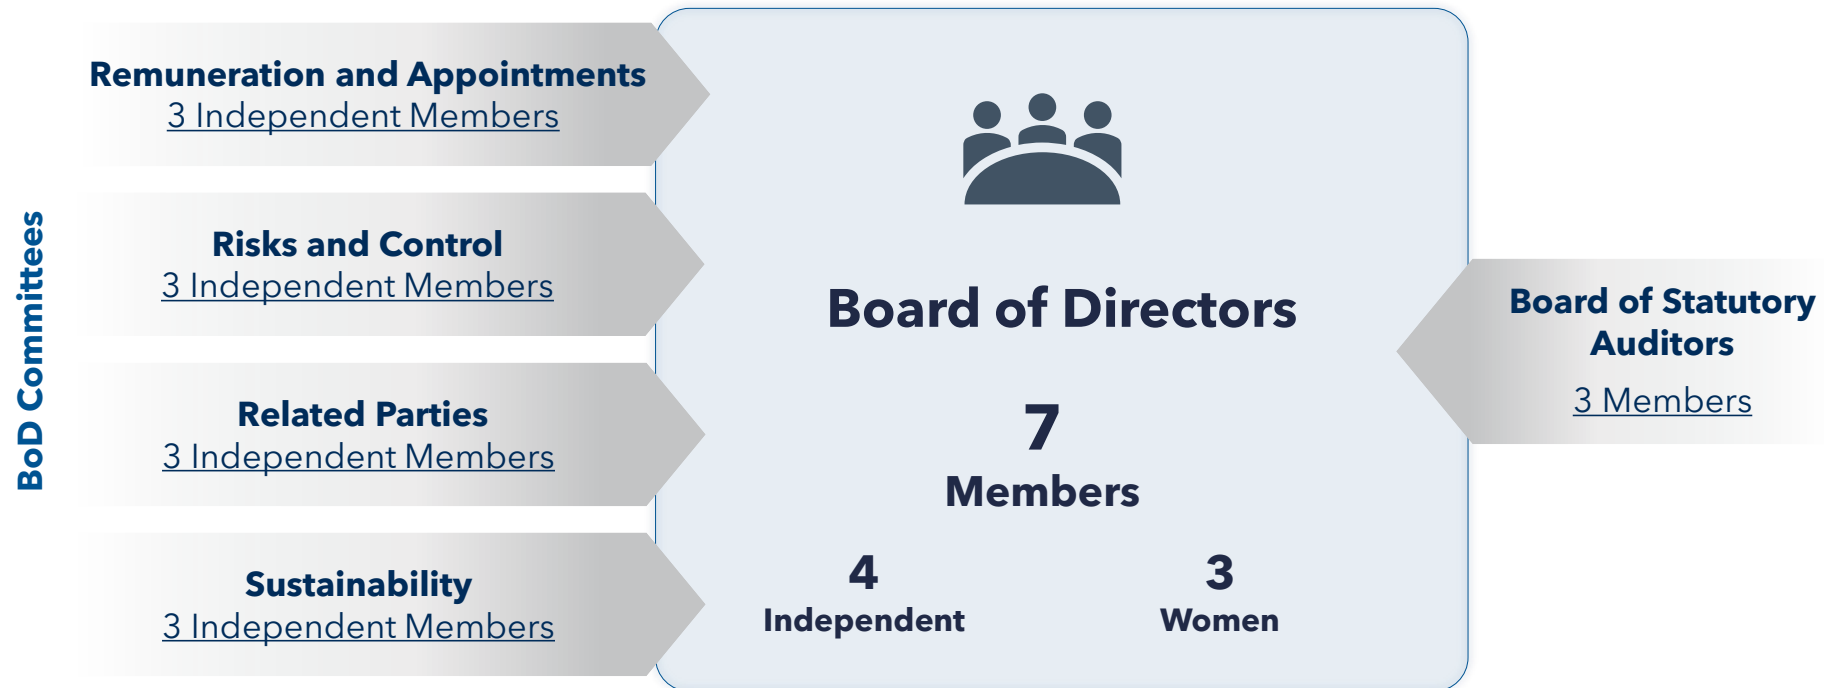 BoD Committees
Remuneration and Appointments
3 Independent Members
Risks and Control
3 Independent Members
Related Parties
3 Independent Members
Sustainability
3 Independent Members
Board of Directors
7
Members
4
Independent
3
Women
Board of Statutory
Auditors
3 Members